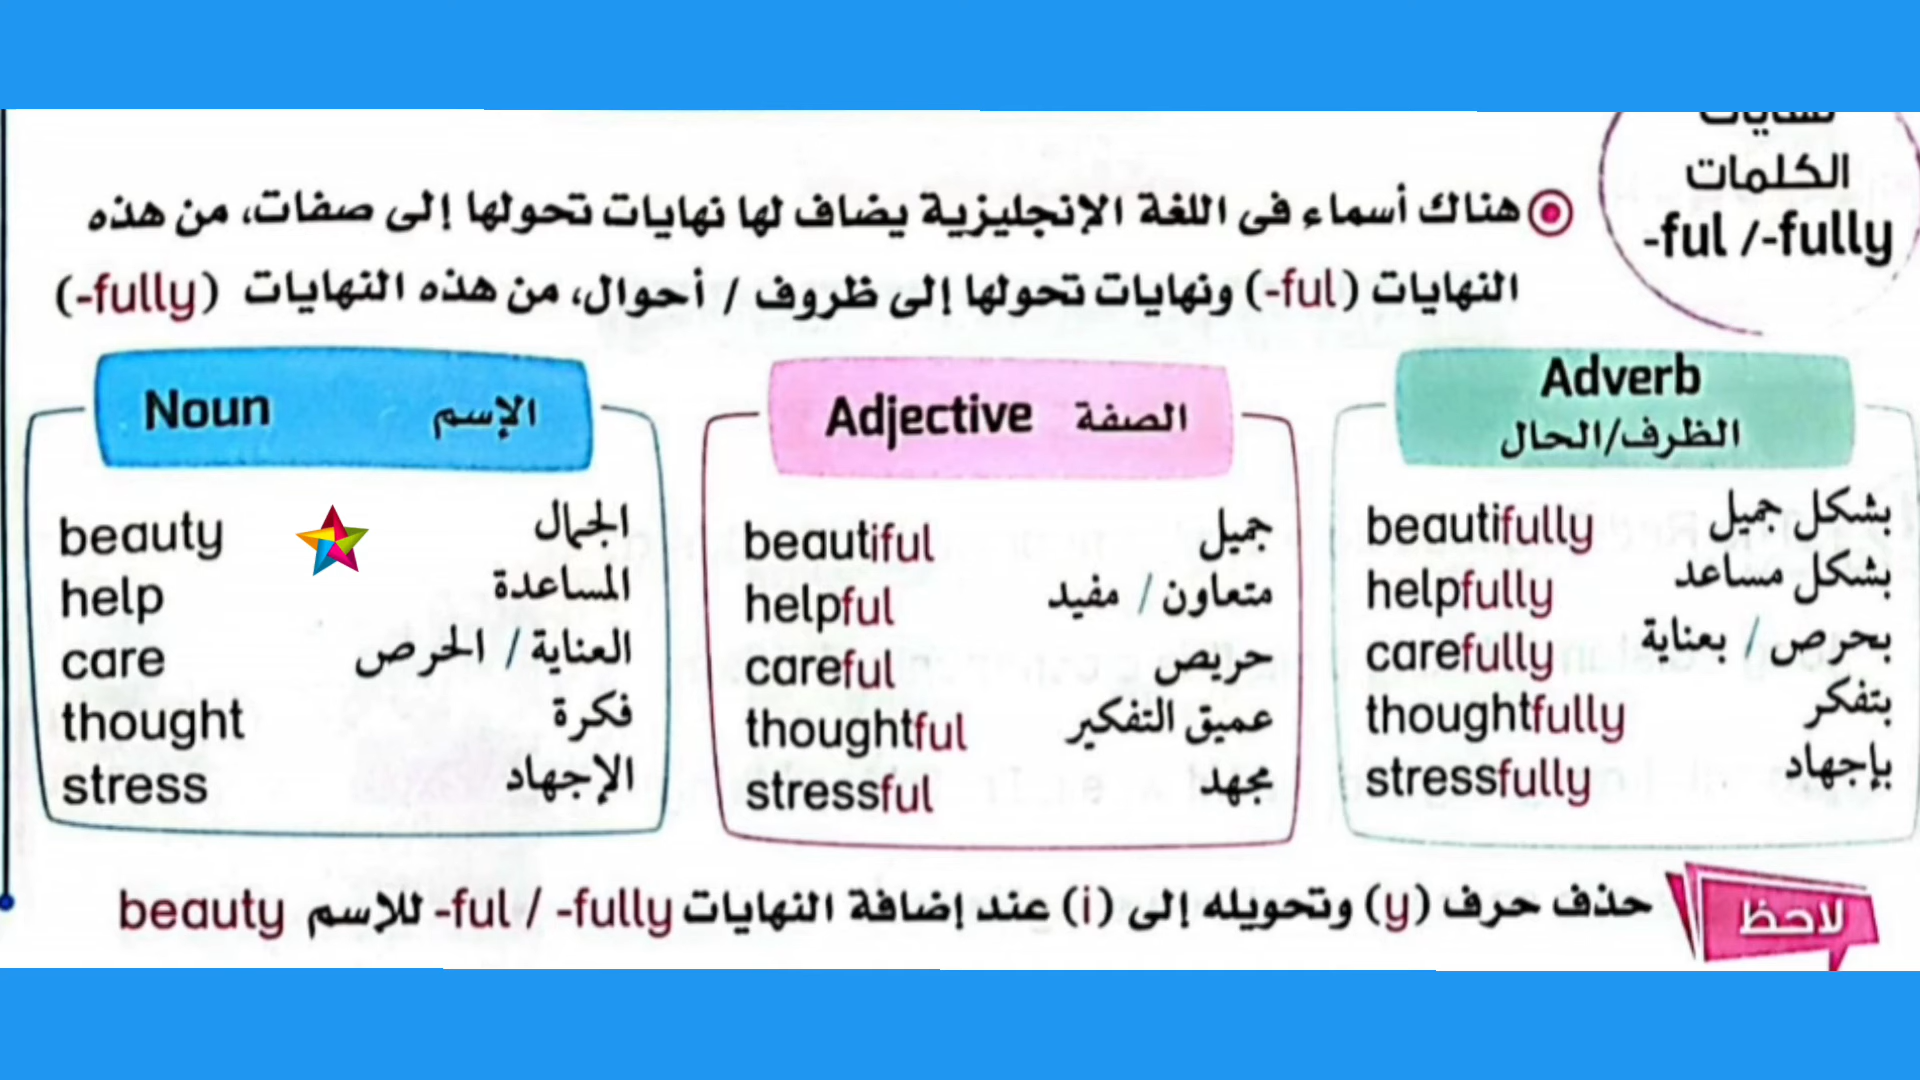 الكلمات
-ful /-fully
هناك أسماء فى اللغة الإنجليزية يضاف لها نهايات تحولها إلى صفات، من هذه
النهايات (-ful) ونهايات تحولها إلى ظروف / أحوال، من هذه النهايات (-fully)
Noun الإسم
beauty الجمال
help المساعدة
care العناية / الحرص
thought فكرة
stress الإجهاد
Adjective الصفة
beautiful جميل
helpful متعاون / مفيد
careful حريص
thoughtful عميق التفكير
stressful مجهد
Adverb
الظرف/الحال
beautifully بشكل جميل
helpfully بشكل مساعد
carefully بحرص / بعناية
thoughtfully بتفكر
stressfully بإجهاد
لاحظ
حذف حرف (y) وتحويله إلى (i) عند إضافة النهايات -ful / -fully للإسم beauty